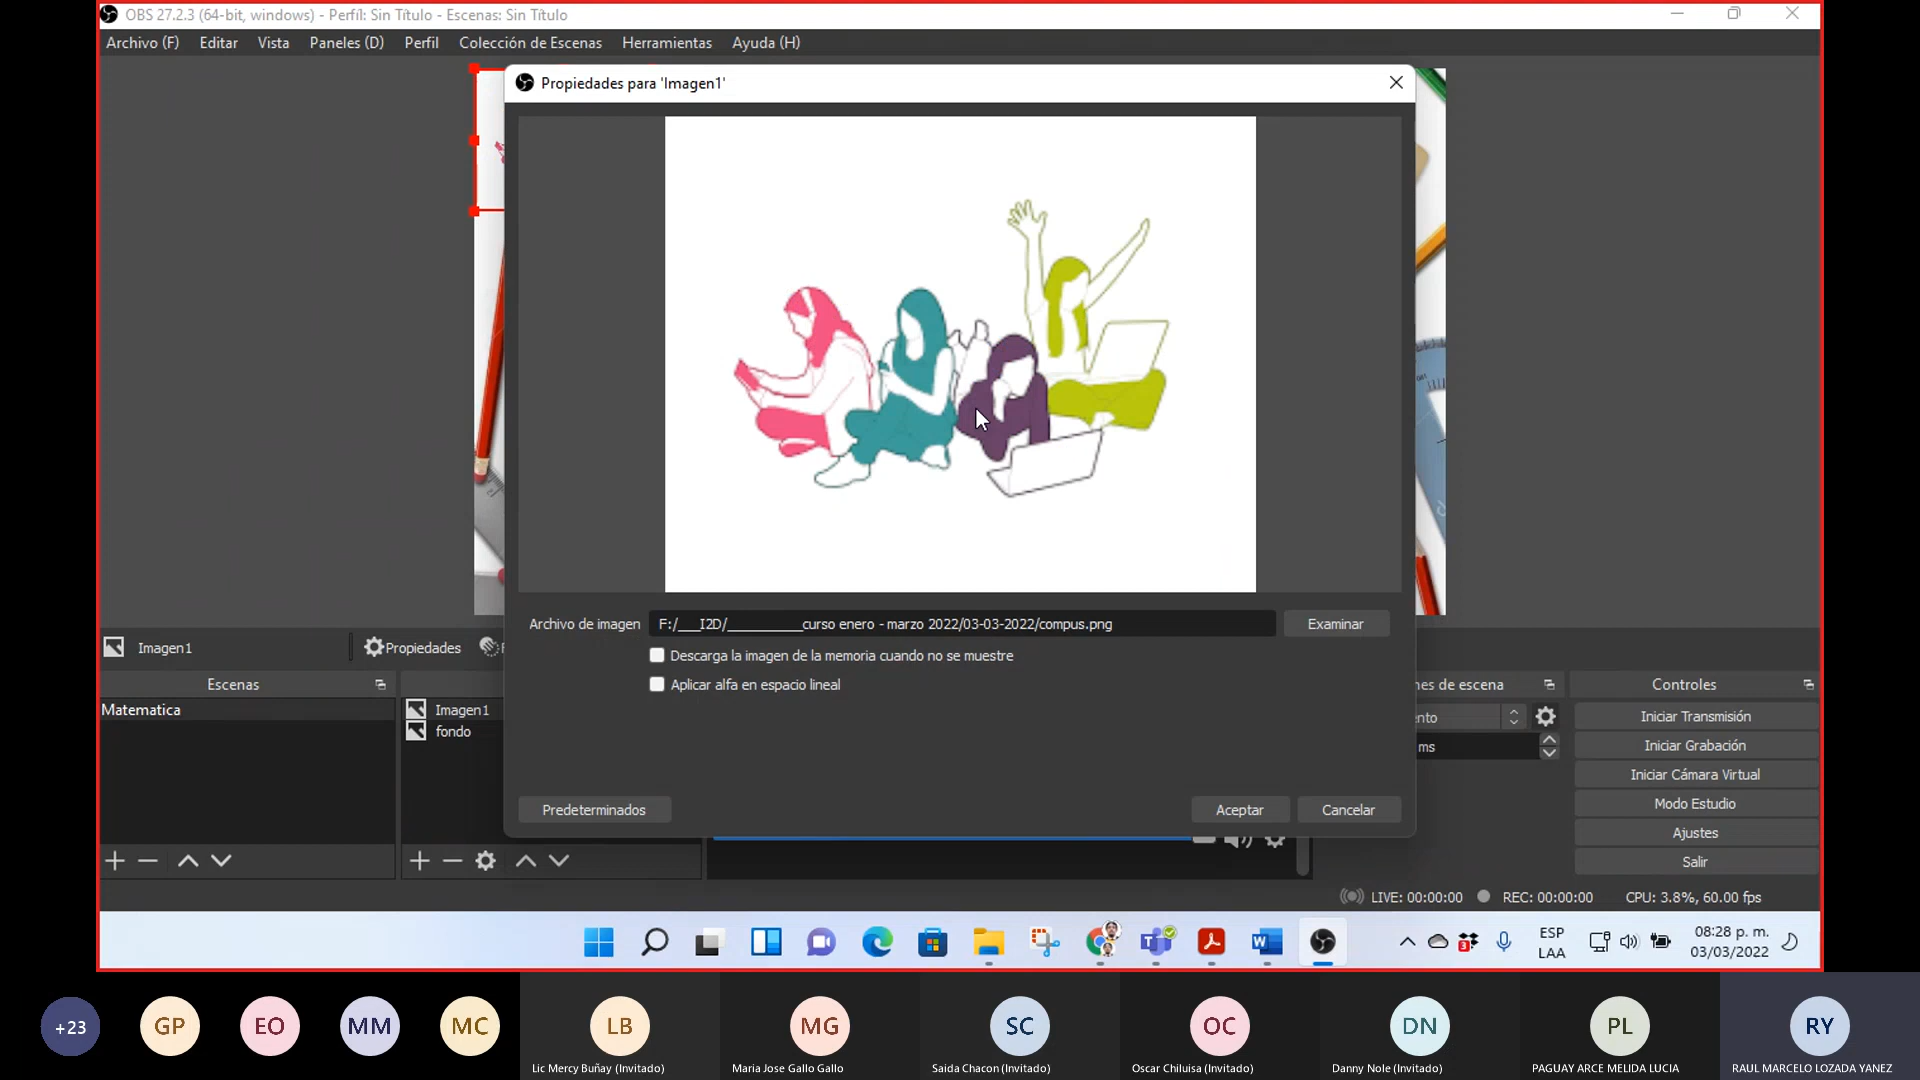 OBS 27.2.3 (64-bit, windows) - Perfil: Sin Título - Escenas: Sin Título
Archivo (F) Editar Vista Paneles (D) Perfil Colección de Escenas Herramientas Ayuda (H)
Propiedades para 'Imagen1'
Archivo de imagen F:/___I2D/__________curso enero - marzo 2022/03-03-2022/compus.png Examinar
Descarga la imagen de la memoria cuando no se muestre
Aplicar alfa en espacio lineal
Predeterminados Aceptar Cancelar
Imagen1 Propiedades
Escenas
Matematica
Imagen1
fondo
nes de escena
nto
ms
Controles
Iniciar Transmisión
Iniciar Grabación
Iniciar Cámara Virtual
Modo Estudio
Ajustes
Salir
LIVE: 00:00:00 REC: 00:00:00 CPU: 3.8%, 60.00 fps
3
ESP
LAA
08:28 p. m.
03/03/2022
+23 GP EO MM MC LB MG SC OC DN PL RY
Lic Mercy Buñay (Invitado) Maria Jose Gallo Gallo Saida Chacon (Invitado) Oscar Chiluisa (Invitado) Danny Nole (Invitado) PAGUAY ARCE MELIDA LUCIA RAUL MARCELO LOZADA YANEZ